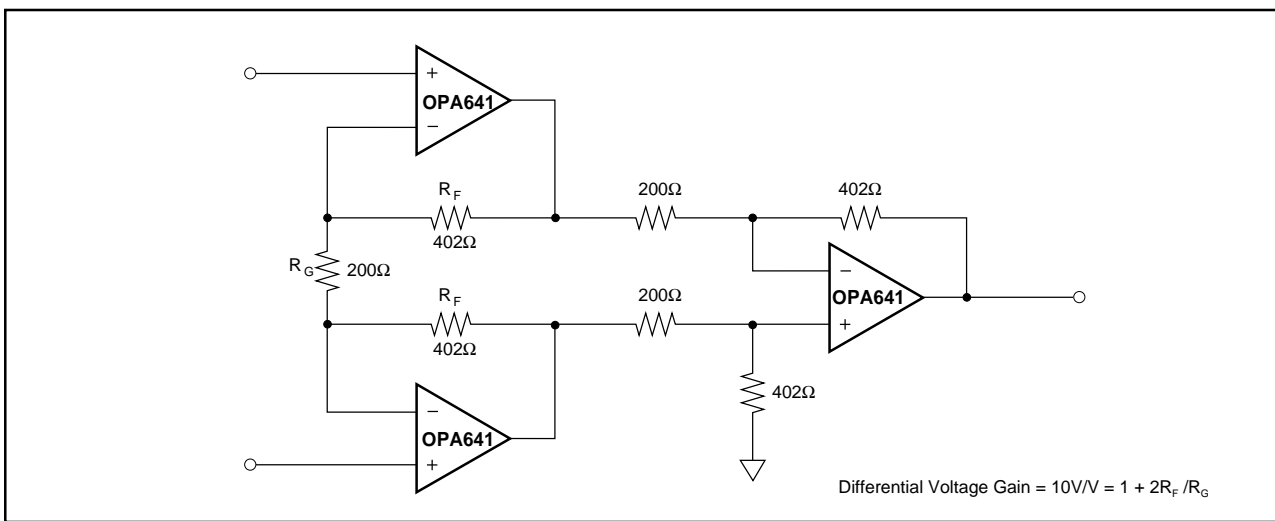 +
OPA641
−
R_F
402Ω
200Ω
402Ω
R_G
200Ω
−
OPA641
+
R_F
402Ω
200Ω
402Ω
−
OPA641
+
Differential Voltage Gain = 10V/V = 1 + 2R_F /R_G